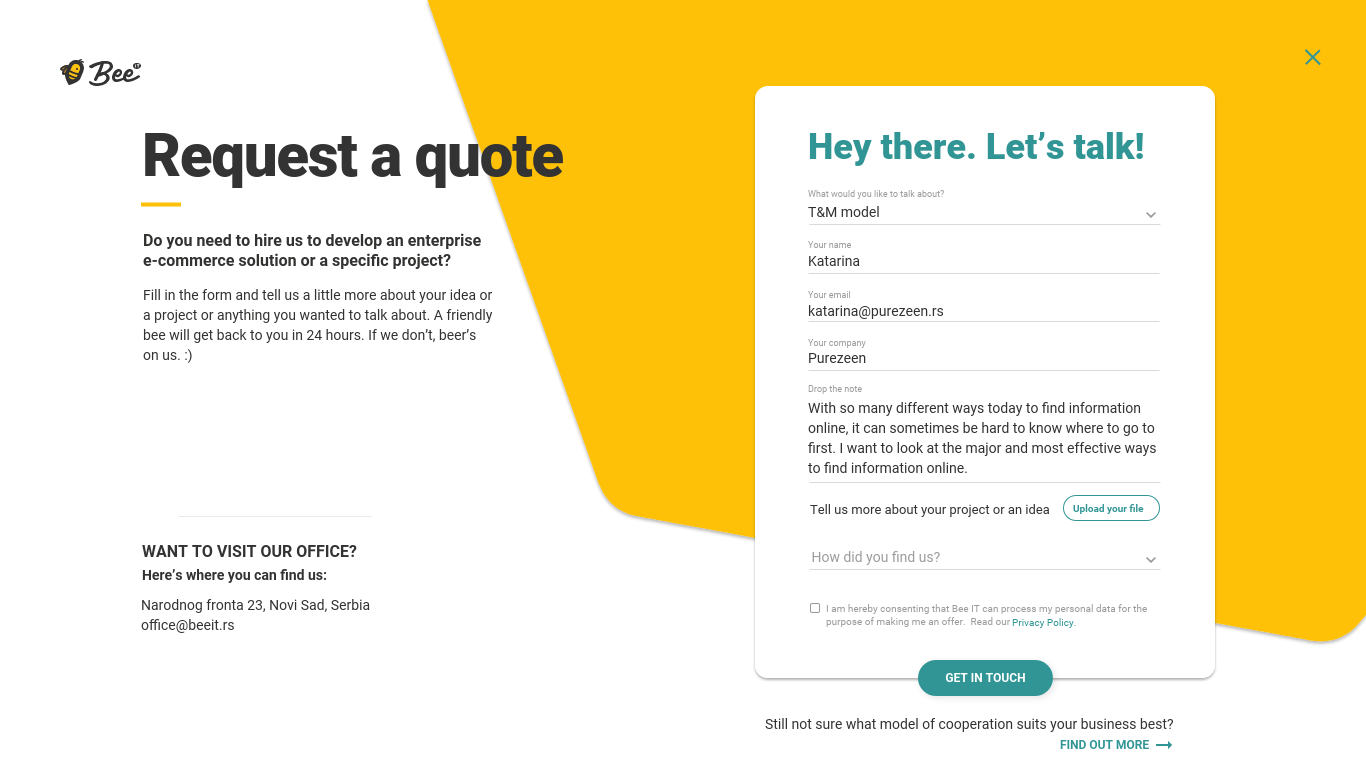 Bee IT
Request a quote
Do you need to hire us to develop an enterprise
e-commerce solution or a specific project?
Fill in the form and tell us a little more about your idea or
a project or anything you wanted to talk about. A friendly
bee will get back to you in 24 hours. If we don’t, beer’s
on us. :)
WANT TO VISIT OUR OFFICE?
Here’s where you can find us:
Narodnog fronta 23, Novi Sad, Serbia
office@beeit.rs
Hey there. Let’s talk!
What would you like to talk about?
T&M model
Your name
Katarina
Your email
katarina@purezeen.rs
Your company
Purezeen
Drop the note
With so many different ways today to find information
online, it can sometimes be hard to know where to go to
first. I want to look at the major and most effective ways
to find information online.
Tell us more about your project or an idea
Upload your file
How did you find us?
I am hereby consenting that Bee IT can process my personal data for the
purpose of making me an offer. Read our Privacy Policy.
GET IN TOUCH
Still not sure what model of cooperation suits your business best?
FIND OUT MORE